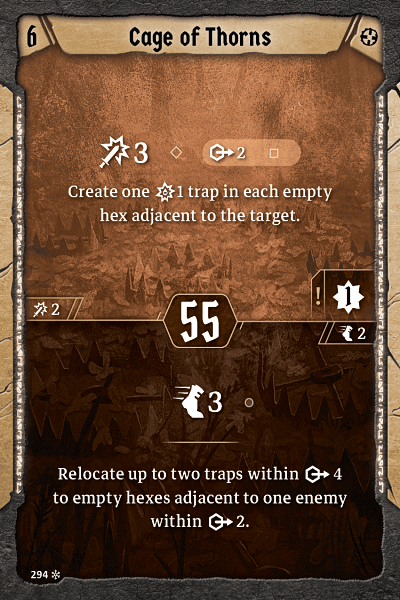 6 Cage of Thorns
3 2
Create one 1 trap in each empty
hex adjacent to the target.
2 55 ! 1
2
3
Relocate up to two traps within 4
to empty hexes adjacent to one enemy
within 2.
294